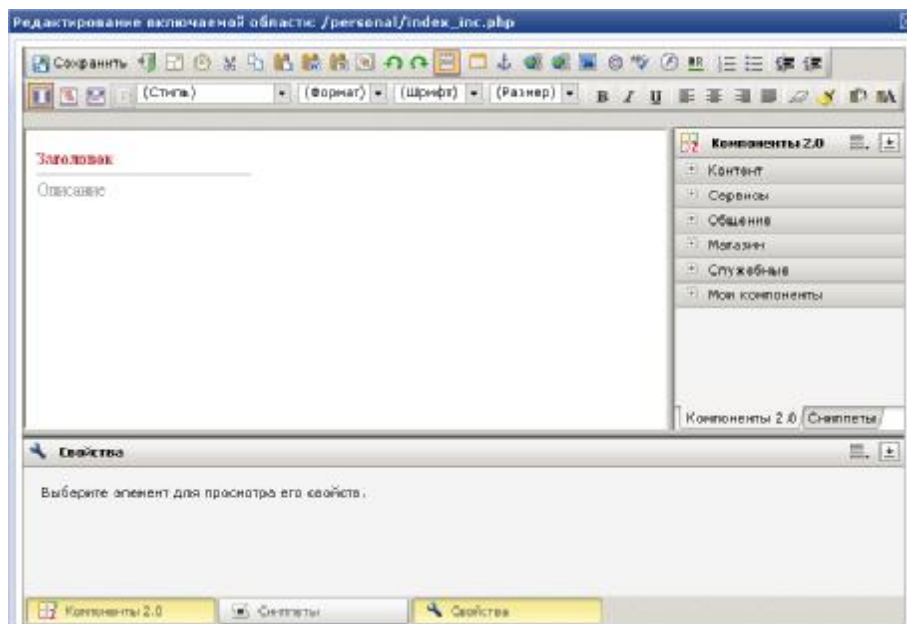 Редактирование включаемой области: /personal/index_inc.php
Сохранить
(Стиль) (Формат) (Шрифт) (Размер) B I U
Заголовок
Описание
Компоненты 2.0
Контент
Сервисы
Общение
Магазин
Служебные
Мои компоненты
Компоненты 2.0 Сниппеты
Свойства
Выберите элемент для просмотра его свойств.
Компоненты 2.0 Сниппеты Свойства